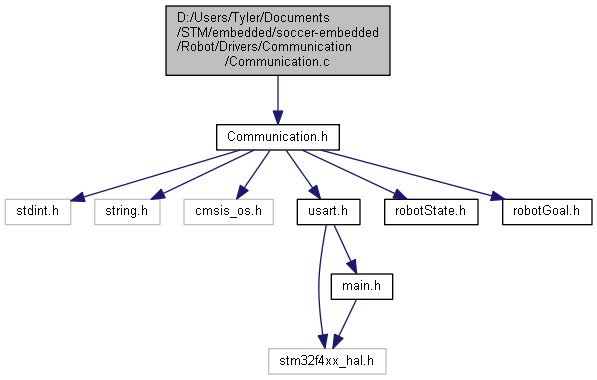 D:/Users/Tyler/Documents
/STM/embedded/soccer-embedded
/Robot/Drivers/Communication
/Communication.c
Communication.h
stdint.h
string.h
cmsis_os.h
usart.h
robotState.h
robotGoal.h
main.h
stm32f4xx_hal.h